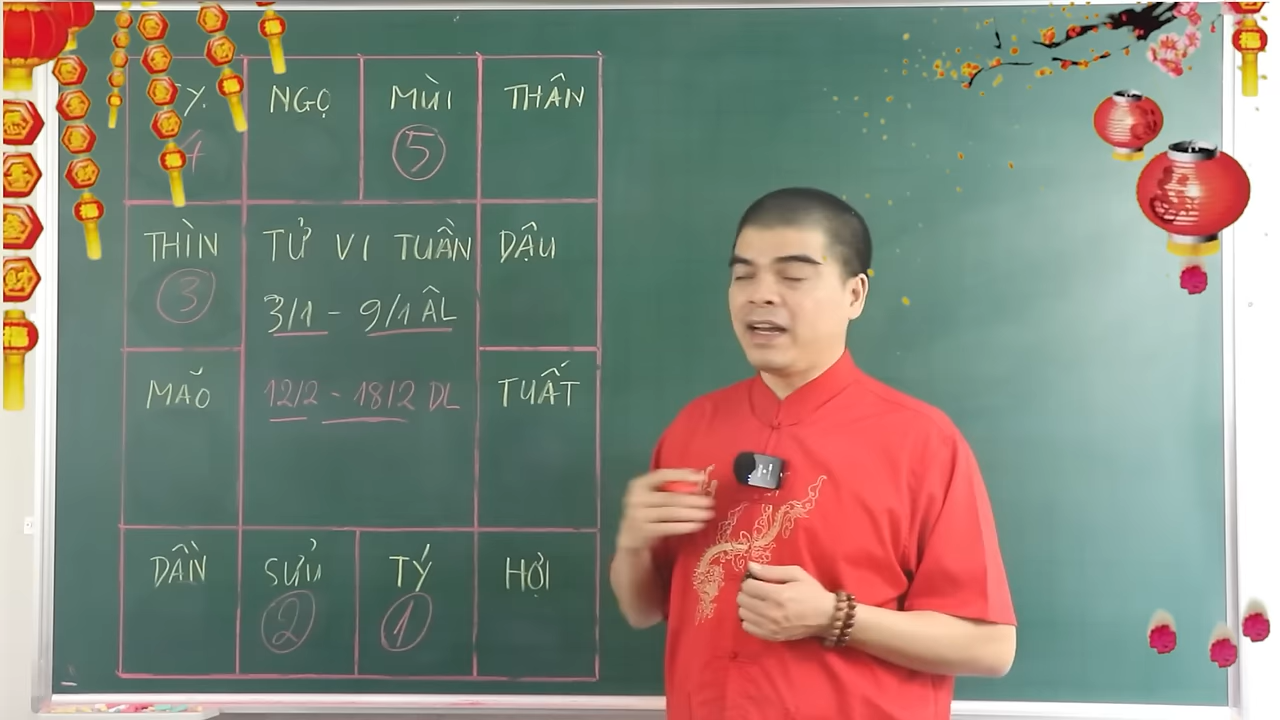 NGỌ
MÙI
THÂN
4
5
THÌN
TỬ VI TUẦN
DẬU
3
3/1 - 9/1 ÂL
MÃO
12/2 - 18/2 DL
TUẤT
DẦN
SỬU
TÝ
HỢI
2
1